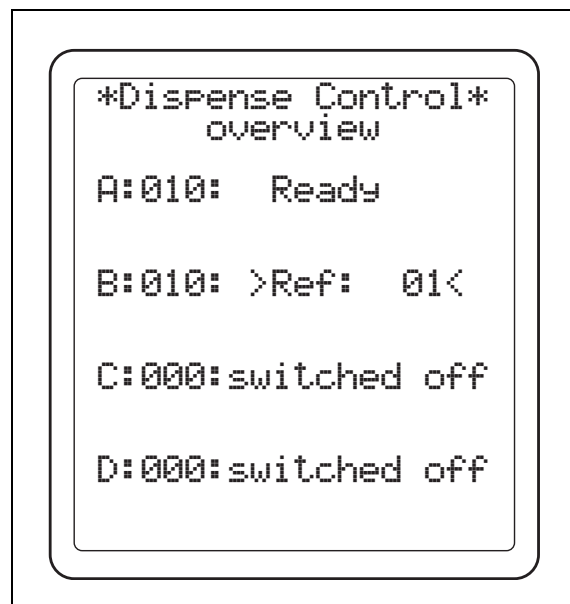 *Dispense Control*
overview
A:010: Ready
B:010: >Ref: 01<
C:000:switched off
D:000:switched off